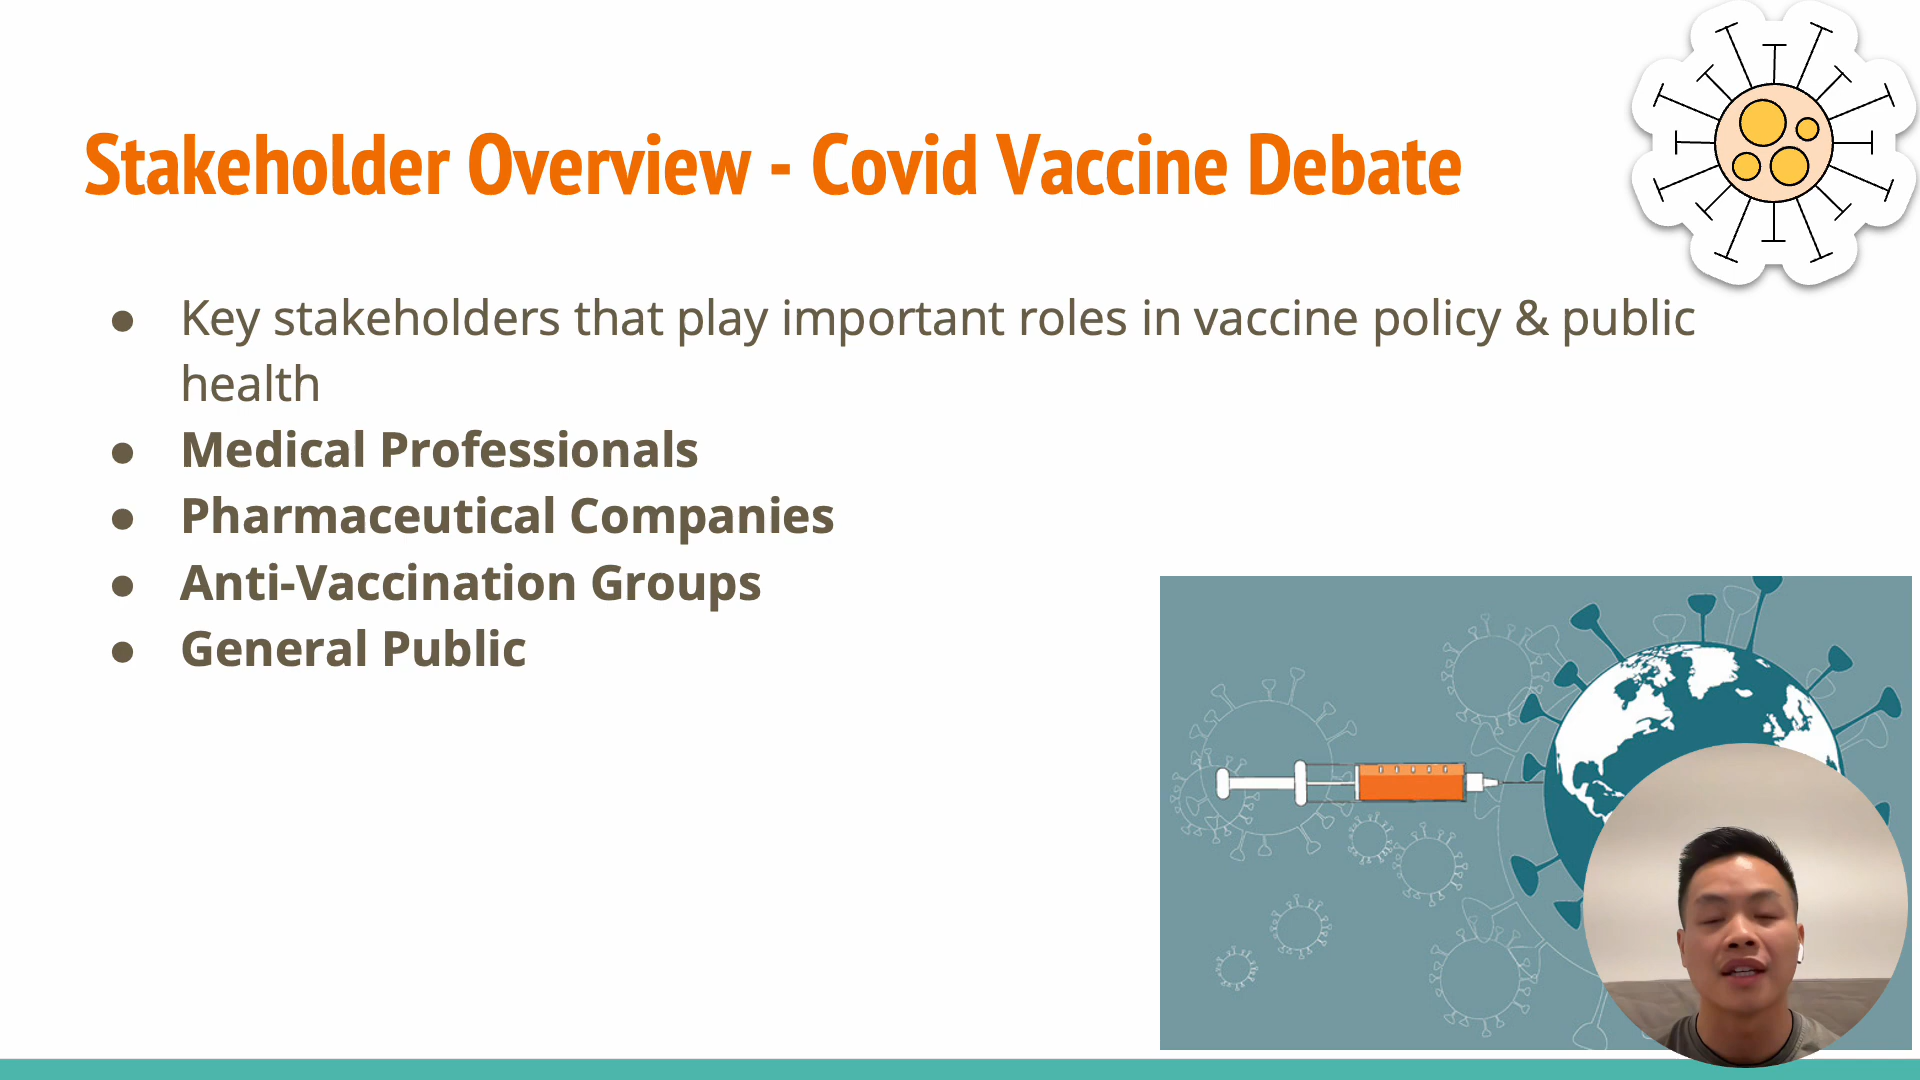 Stakeholder Overview - Covid Vaccine Debate
● Key stakeholders that play important roles in vaccine policy & public
health
● Medical Professionals
● Pharmaceutical Companies
● Anti-Vaccination Groups
● General Public